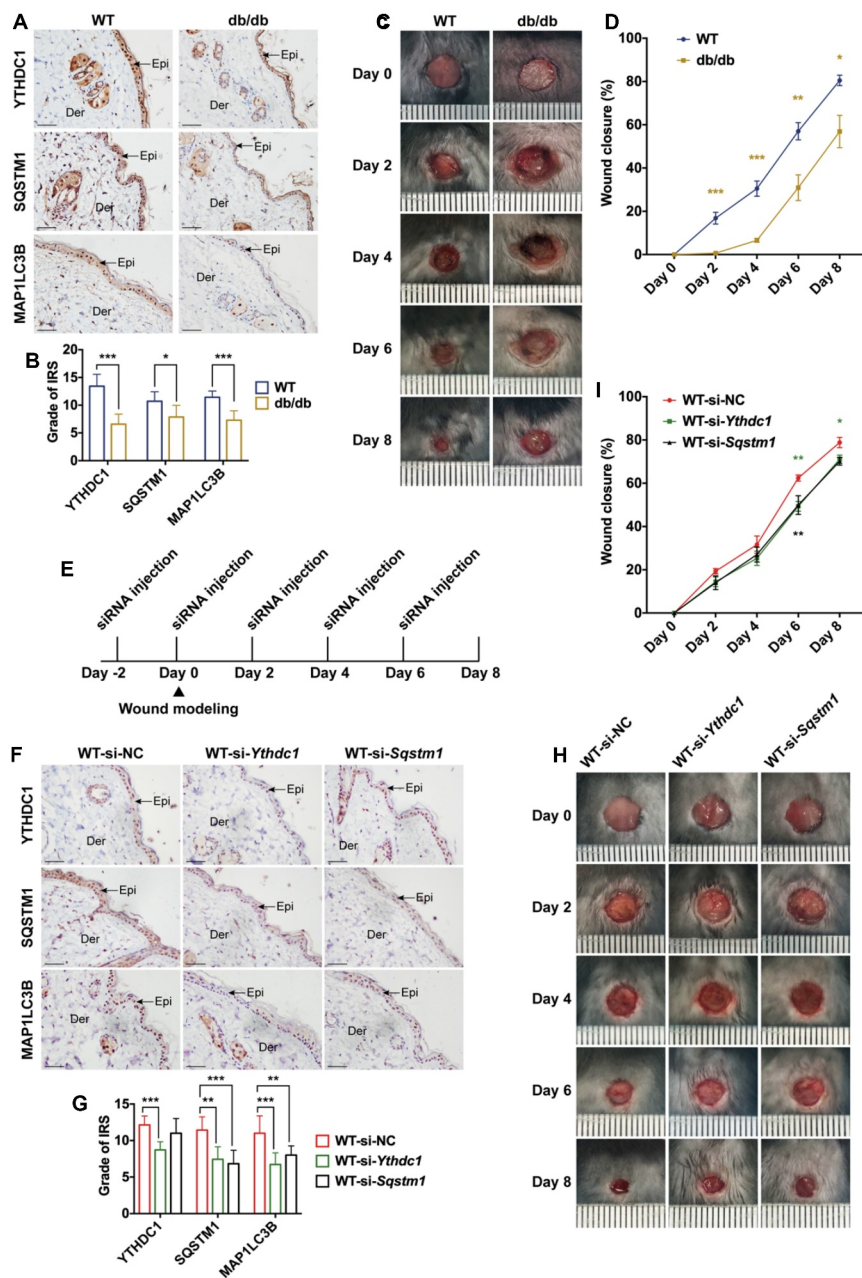 A
WT
db/db
YTHDC1
Epi
Der
Epi
Der
SQSTM1
Epi
Der
Epi
Der
MAP1LC3B
Epi
Der
Epi
Der
B
Grade of IRS
20
15
10
5
0
***
*
***
WT
db/db
YTHDC1
SQSTM1
MAP1LC3B
C
WT
db/db
Day 0
Day 2
Day 4
Day 6
Day 8
D
Wound closure (%)
100
80
60
40
20
0
WT
db/db
***
***
**
*
Day 0
Day 2
Day 4
Day 6
Day 8
E
siRNA injection
siRNA injection
siRNA injection
siRNA injection
siRNA injection
Day -2
Day 0
Day 2
Day 4
Day 6
Day 8
Wound modeling
F
WT-si-NC
WT-si-Ythdc1
WT-si-Sqstm1
YTHDC1
Epi
Der
Epi
Der
Epi
Der
SQSTM1
Epi
Der
Epi
Der
Epi
Der
MAP1LC3B
Epi
Der
Epi
Der
Epi
Der
G
Grade of IRS
15
10
5
0
***
***
**
**
***
WT-si-NC
WT-si-Ythdc1
WT-si-Sqstm1
YTHDC1
SQSTM1
MAP1LC3B
H
WT-si-NC
WT-si-Ythdc1
WT-si-Sqstm1
Day 0
Day 2
Day 4
Day 6
Day 8
I
Wound closure (%)
100
80
60
40
20
0
WT-si-NC
WT-si-Ythdc1
WT-si-Sqstm1
**
*
**
Day 0
Day 2
Day 4
Day 6
Day 8